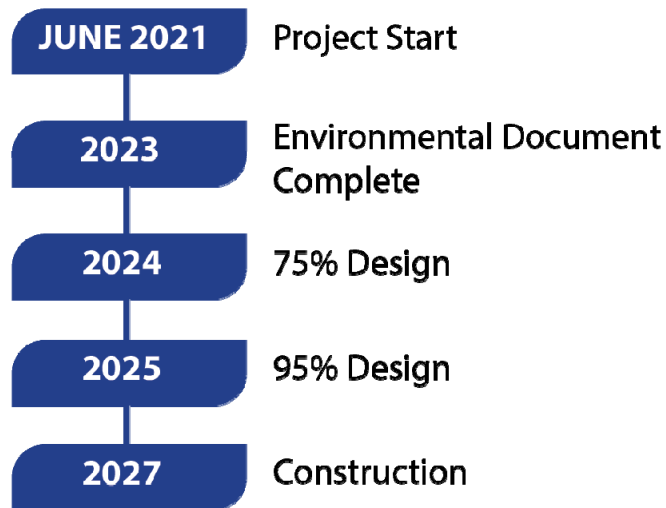 JUNE 2021 Project Start
2023 Environmental Document
Complete
2024 75% Design
2025 95% Design
2027 Construction